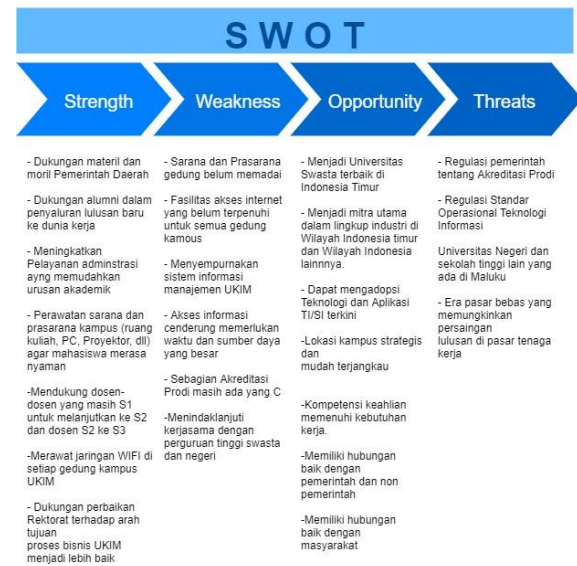 S W O T
Strength
Weakness
Opportunity
Threats
- Dukungan materil dan
moril Pemerintah Daerah
- Dukungan alumni dalam
penyaluran lulusan baru
ke dunia kerja
- Meningkatkan
Pelayanan adminstrasi
ayng memudahkan
urusan akademik
- Perawatan sarana dan
prasarana kampus (ruang
kuliah, PC, Proyektor, dll)
agar mahasiswa merasa
nyaman
-Mendukung dosen-
dosen yang masih S1
untuk melanjutkan ke S2
dan dosen S2 ke S3
-Merawat jaringan WIFI di
setiap gedung kampus
UKIM
- Dukungan perbaikan
Rektorat terhadap arah
tujuan
proses bisnis UKIM
menjadi lebih baik
- Sarana dan Prasarana
gedung belum memadai
- Fasilitas akses internet
yang belum terpenuhi
untuk semua gedung
kamous
- Menyempurnakan
sistem informasi
manajemen UKIM
- Akses informasi
cenderung memerlukan
waktu dan sumber daya
yang besar
- Sebagian Akreditasi
Prodi masih ada yang C
-Menindaklanjuti
kerjasama dengan
perguruan tinggi swasta
dan negeri
- Menjadi Universitas
Swasta terbaik di
Indonesia Timur
- Menjadi mitra utama
dalam lingkup industri di
Wilayah Indonesia timur
dan Wilayah Indonesia
lainnnya.
- Dapat mengadopsi
Teknologi dan Aplikasi
TI/SI terkini
-Lokasi kampus strategis
dan
mudah terjangkau
-Kompetensi keahlian
memenuhi kebutuhan
kerja.
-Memiliki hubungan
baik dengan
pemerintah dan non
pemerintah
-Memiliki hubungan
baik dengan
masyarakat
- Regulasi pemerintah
tentang Akreditasi Prodi
- Regulasi Standar
Operasional Teknologi
Informasi
Universitas Negeri dan
sekolah tinggi lain yang
ada di Maluku
- Era pasar bebas yang
memungkinkan
persaingan
lulusan di pasar tenaga
kerja